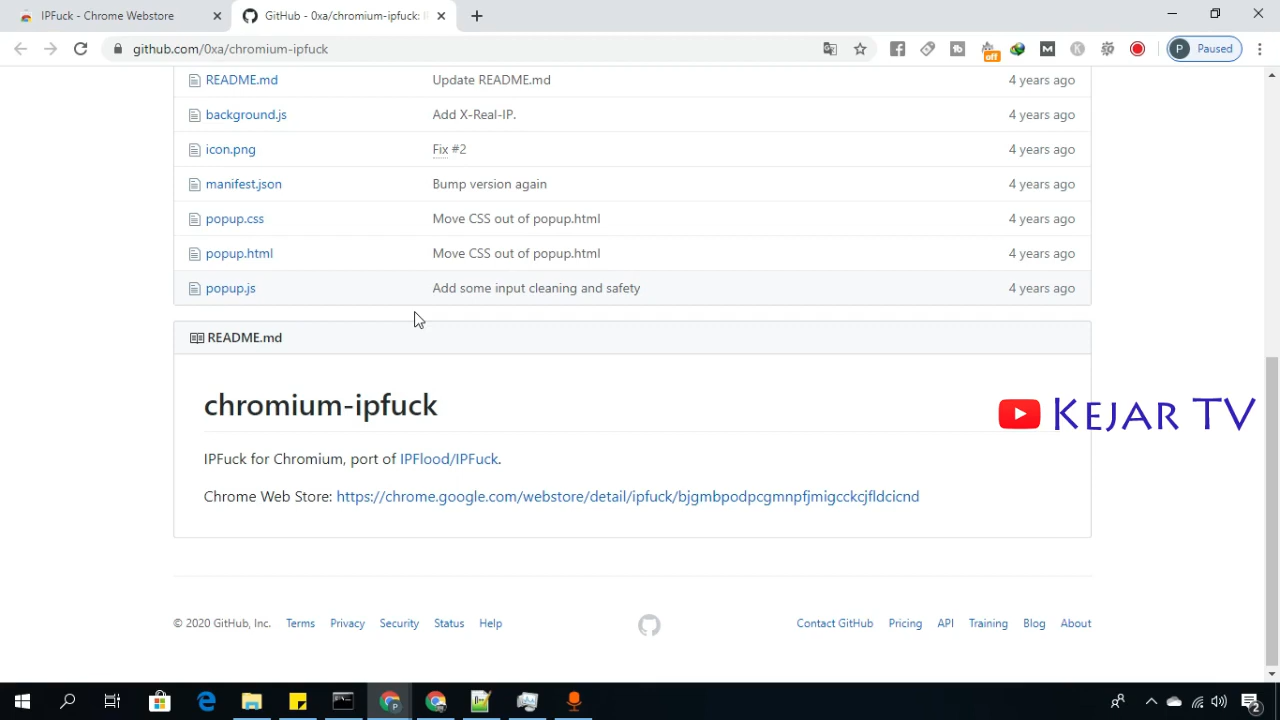 IPFuck - Chrome Webstore
GitHub - 0xa/chromium-ipfuck:
github.com/0xa/chromium-ipfuck
off
M
K
P Paused
README.md Update README.md 4 years ago
background.js Add X-Real-IP. 4 years ago
icon.png Fix #2 4 years ago
manifest.json Bump version again 4 years ago
popup.css Move CSS out of popup.html 4 years ago
popup.html Move CSS out of popup.html 4 years ago
popup.js Add some input cleaning and safety 4 years ago
README.md
chromium-ipfuck
Kejar TV
IPFuck for Chromium, port of IPFlood/IPFuck.
Chrome Web Store: https://chrome.google.com/webstore/detail/ipfuck/bjgmbpodpcgmnpfjmigcckcjfldcicnd
© 2020 GitHub, Inc. Terms Privacy Security Status Help Contact GitHub Pricing API Training Blog About
2